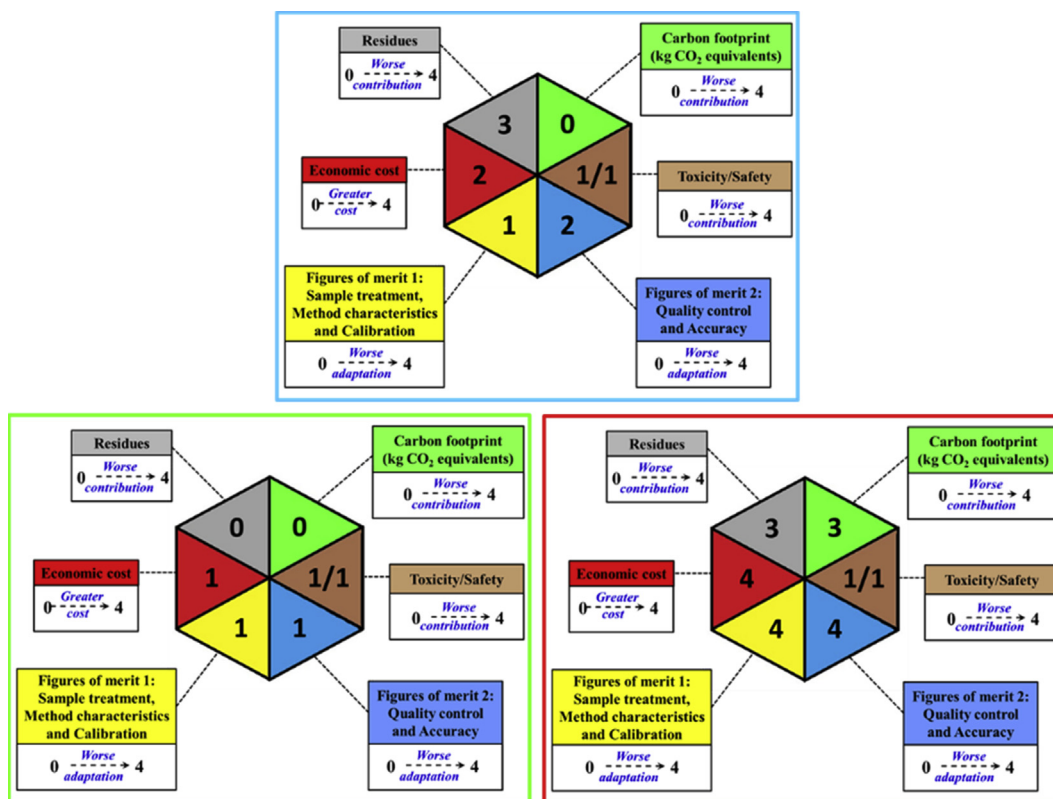 Residues
Worse
0 4
contribution
Carbon footprint
(kg CO2 equivalents)
Worse
0 4
contribution
3
0
Economic cost
Greater
0 4
cost
2
1/1
Toxicity/Safety
Worse
0 4
contribution
1
2
Figures of merit 1:
Sample treatment,
Method characteristics
and Calibration
Worse
0 4
adaptation
Figures of merit 2:
Quality control
and Accuracy
Worse
0 4
adaptation
Residues
Worse
0 4
contribution
Carbon footprint
(kg CO2 equivalents)
Worse
0 4
contribution
0
0
Economic cost
Greater
0 4
cost
1
1/1
Toxicity/Safety
Worse
0 4
contribution
1
1
Figures of merit 1:
Sample treatment,
Method characteristics
and Calibration
Worse
0 4
adaptation
Figures of merit 2:
Quality control
and Accuracy
Worse
0 4
adaptation
Residues
Worse
0 4
contribution
Carbon footprint
(kg CO2 equivalents)
Worse
0 4
contribution
3
3
Economic cost
Greater
0 4
cost
4
1/1
Toxicity/Safety
Worse
0 4
contribution
4
4
Figures of merit 1:
Sample treatment,
Method characteristics
and Calibration
Worse
0 4
adaptation
Figures of merit 2:
Quality control
and Accuracy
Worse
0 4
adaptation